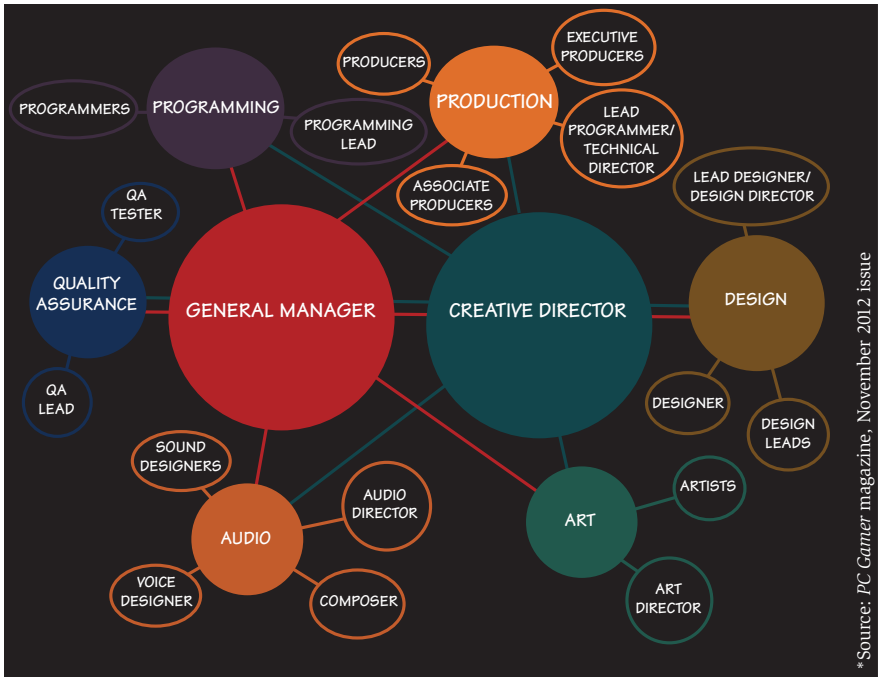 EXECUTIVE
PRODUCERS
PRODUCERS
PROGRAMMERS
PROGRAMMING
PRODUCTION
PROGRAMMING
LEAD
LEAD
PROGRAMMER/
TECHNICAL
DIRECTOR
ASSOCIATE
PRODUCERS
LEAD DESIGNER/
DESIGN DIRECTOR
QA
TESTER
QUALITY
ASSURANCE
GENERAL MANAGER
CREATIVE DIRECTOR
DESIGN
QA
LEAD
DESIGNER
DESIGN
LEADS
SOUND
DESIGNERS
AUDIO
DIRECTOR
ARTISTS
AUDIO
ART
VOICE
DESIGNER
COMPOSER
ART
DIRECTOR
*Source: PC Gamer magazine, November 2012 issue